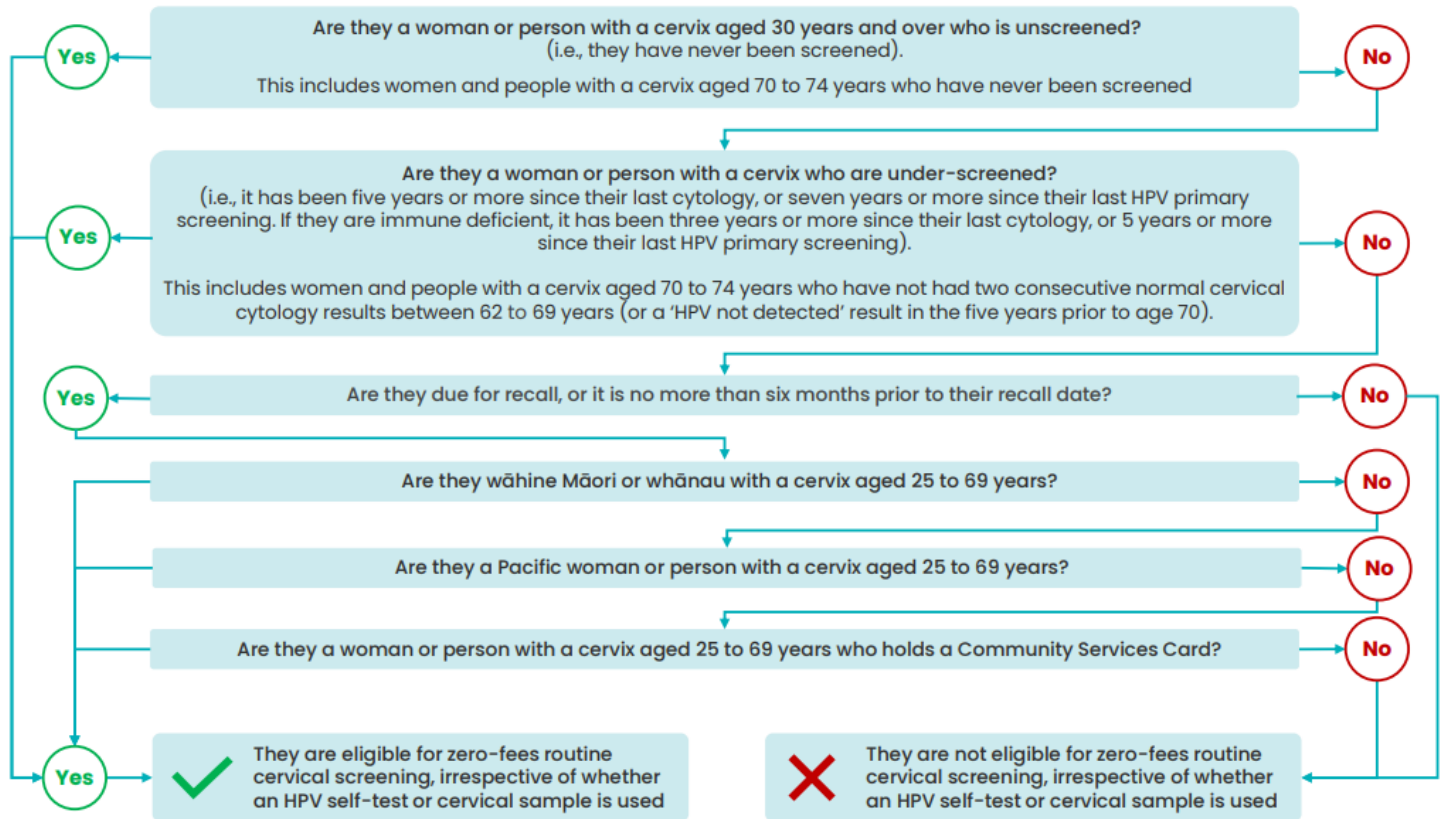 Are they a woman or person with a cervix aged 30 years and over who is unscreened?
(i.e., they have never been screened).
This includes women and people with a cervix aged 70 to 74 years who have never been screened
Yes
No
Are they a woman or person with a cervix who are under-screened?
(i.e., it has been five years or more since their last cytology, or seven years or more since their last HPV primary
screening. If they are immune deficient, it has been three years or more since their last cytology, or 5 years or more
since their last HPV primary screening).
This includes women and people with a cervix aged 70 to 74 years who have not had two consecutive normal cervical
cytology results between 62 to 69 years (or a ‘HPV not detected’ result in the five years prior to age 70).
Yes
No
Are they due for recall, or it is no more than six months prior to their recall date?
Yes
No
Are they wāhine Māori or whānau with a cervix aged 25 to 69 years?
No
Are they a Pacific woman or person with a cervix aged 25 to 69 years?
No
Are they a woman or person with a cervix aged 25 to 69 years who holds a Community Services Card?
No
Yes
They are eligible for zero-fees routine
cervical screening, irrespective of whether
an HPV self-test or cervical sample is used
They are not eligible for zero-fees routine
cervical screening, irrespective of whether
an HPV self-test or cervical sample is used